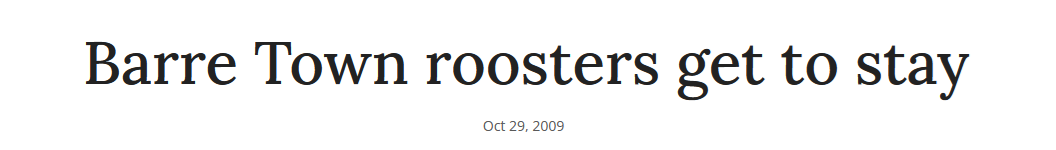 Barre Town roosters get to stay
Oct 29, 2009